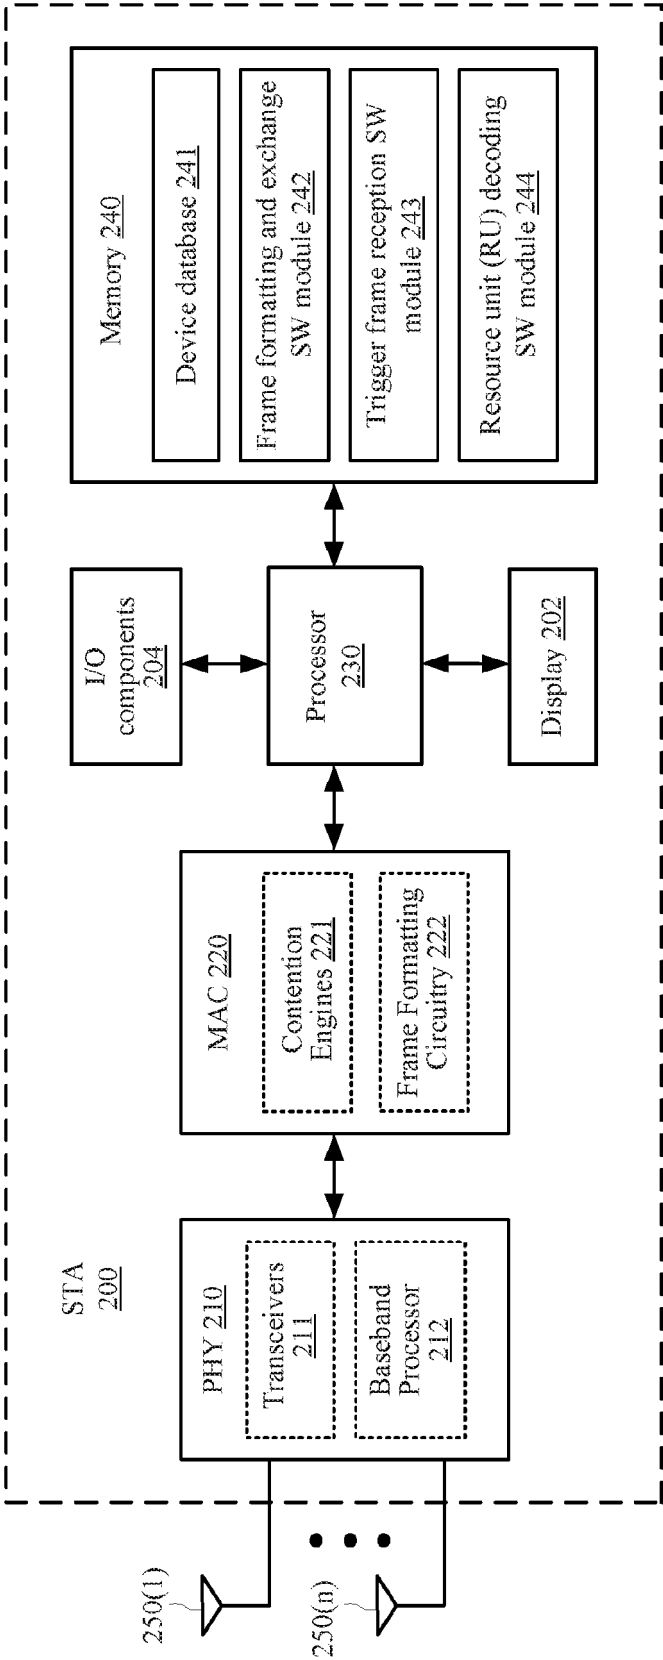 STA
200
PHY 210
Transceivers
211
Baseband
Processor
212
250(1)
250(n)
MAC 220
Contention
Engines 221
Frame Formatting
Circuitry 222
I/O
components
204
Processor
230
Display 202
Memory 240
Device database 241
Frame formatting and exchange
SW module 242
Trigger frame reception SW
module 243
Resource unit (RU) decoding
SW module 244